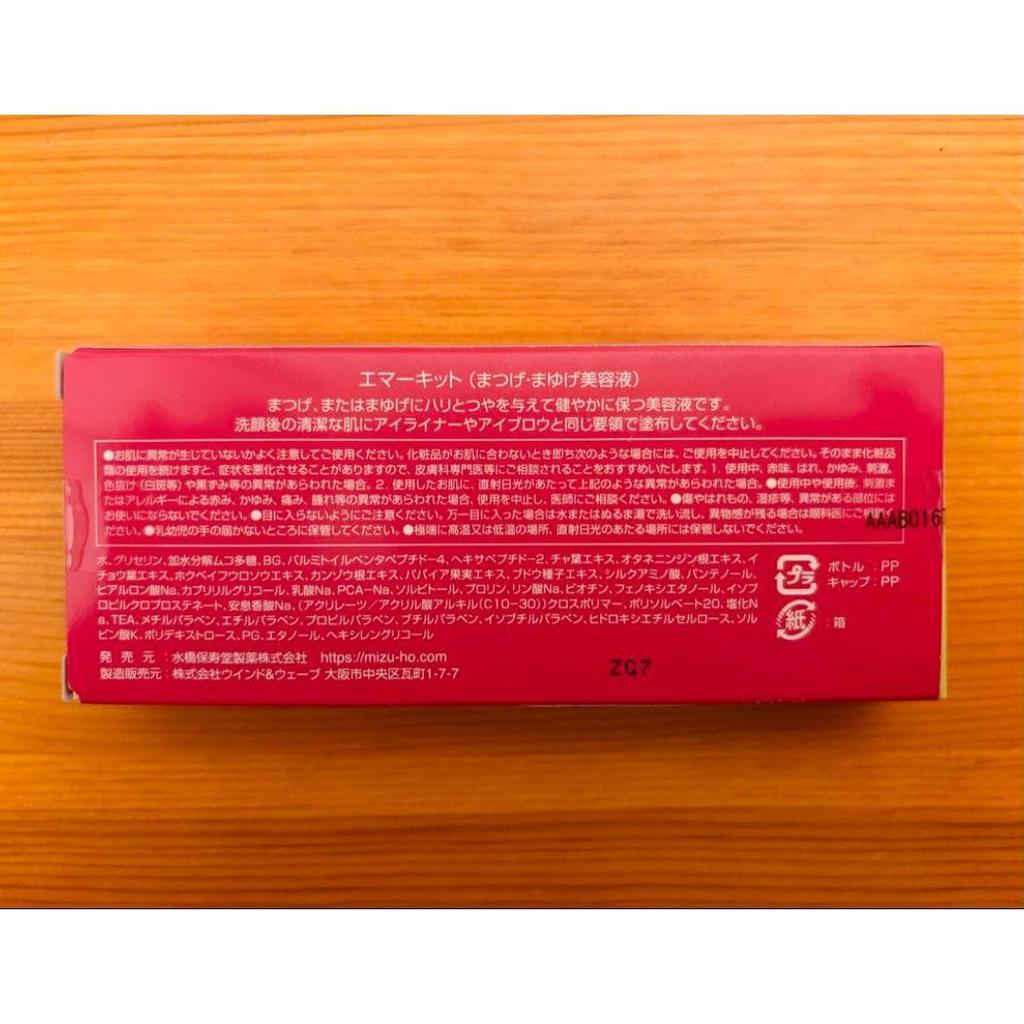 エマーキット（まつげ・まゆげ美容液）
まつげ、またはまゆげにハリとつやを与えて健やかに保つ美容液です。
洗顔後の清潔な肌にアイライナーやアイブロウと同じ要領で塗布してください。
●お肌に異常が生じていないかよく注意してご使用ください。化粧品がお肌に合わないとき即ち次のような場合には、ご使用を中止してください。そのまま化粧品
類の使用を続けますと、症状を悪化させることがありますので、皮膚科専門医等にご相談されることをおすすめいたします。1. 使用中、赤味、はれ、かゆみ、刺激、
色抜け（白斑等）や黒ずみ等の異常があらわれた場合。2. 使用したお肌に、直射日光があたって上記のような異常があらわれた場合。●使用中や使用後、刺激ま
たはアレルギーによる赤み、かゆみ、痛み、腫れ等の異常があらわれた場合、使用を中止し、医師にご相談ください。●傷やはれもの、湿疹等、異常がある部位には
お使いにならないでください。●目に入らないようにご注意ください。万一目に入った場合は水またはぬるま湯で洗い流し、異物感が残る場合は眼科医にご相
ださい。●乳幼児の手の届かないところに保管してください。●極端に高温又は低温の場所、直射日光のあたる場所には保管しないでください。
AAAB016
水、グリセリン、加水分解ムコ多糖、BG、パルミトイルペンタペプチド-4、ヘキサペプチド-2、チャ葉エキス、オタネニンジン根エキス、イ
チョウ葉エキス、ホクベイフウロソウエキス、カンゾウ根エキス、パパイア果実エキス、ブドウ種子エキス、シルクアミノ酸、パンテノール、
ヒアルロン酸Na、カプリリルグリコール、乳酸Na、PCA-Na、ソルビトール、プロリン、リン酸Na、ビオチン、フェノキシエタノール、イソプ
ロピルクロプロステネート、安息香酸Na、（アクリレーツ／アクリル酸アルキル(C10-30)）クロスポリマー、ポリソルベート20、塩化N
a、TEA、メチルパラベン、エチルパラベン、プロピルパラベン、ブチルパラベン、イソブチルパラベン、ヒドロキシエチルセルロース、ソル
ビン酸K、ポリデキストロース、PG、エタノール、ヘキシレングリコール
プラ
ボトル：PP
キャップ：PP
紙
：箱
発 売 元 ：水橋保寿堂製薬株式会社 https://mizu-ho.com
製造販売元：株式会社ウインド&ウェーブ 大阪市中央区瓦町1-7-7
ZG7